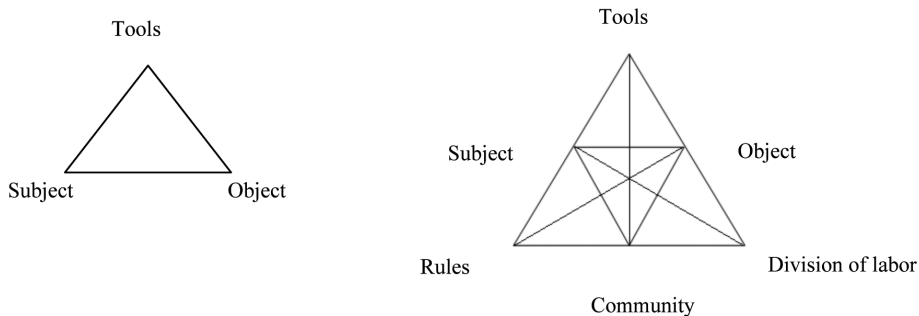 Tools
Subject
Object
Tools
Subject
Object
Rules
Division of labor
Community